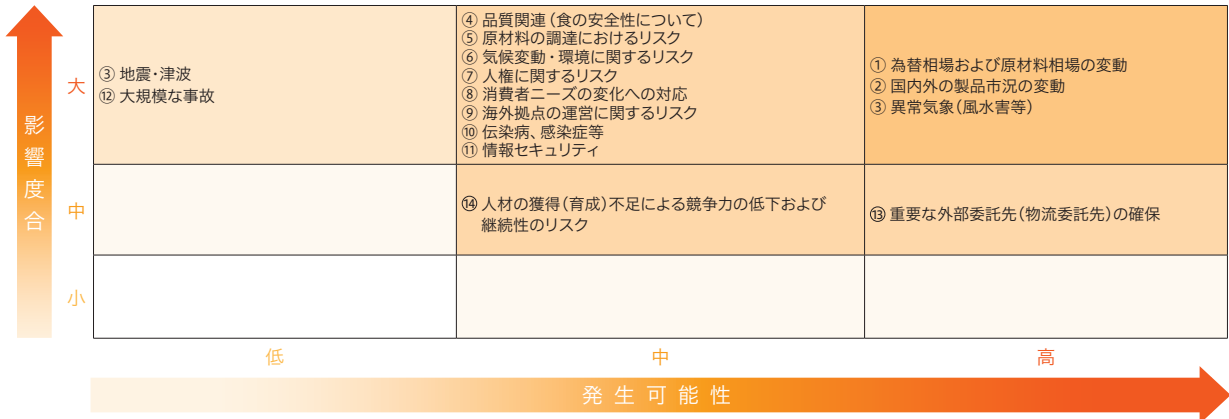 影響度合
大
③ 地震・津波
⑫ 大規模な事故
④ 品質関連（食の安全性について）
⑤ 原材料の調達におけるリスク
⑥ 気候変動・環境に関するリスク
⑦ 人権に関するリスク
⑧ 消費者ニーズの変化への対応
⑨ 海外拠点の運営に関するリスク
⑩ 伝染病、感染症等
⑪ 情報セキュリティ
① 為替相場および原材料相場の変動
② 国内外の製品市況の変動
③ 異常気象（風水害等）
中
⑭ 人材の獲得（育成）不足による競争力の低下および
継続性のリスク
⑬ 重要な外部委託先（物流委託先）の確保
小
低
中
高
発生可能性